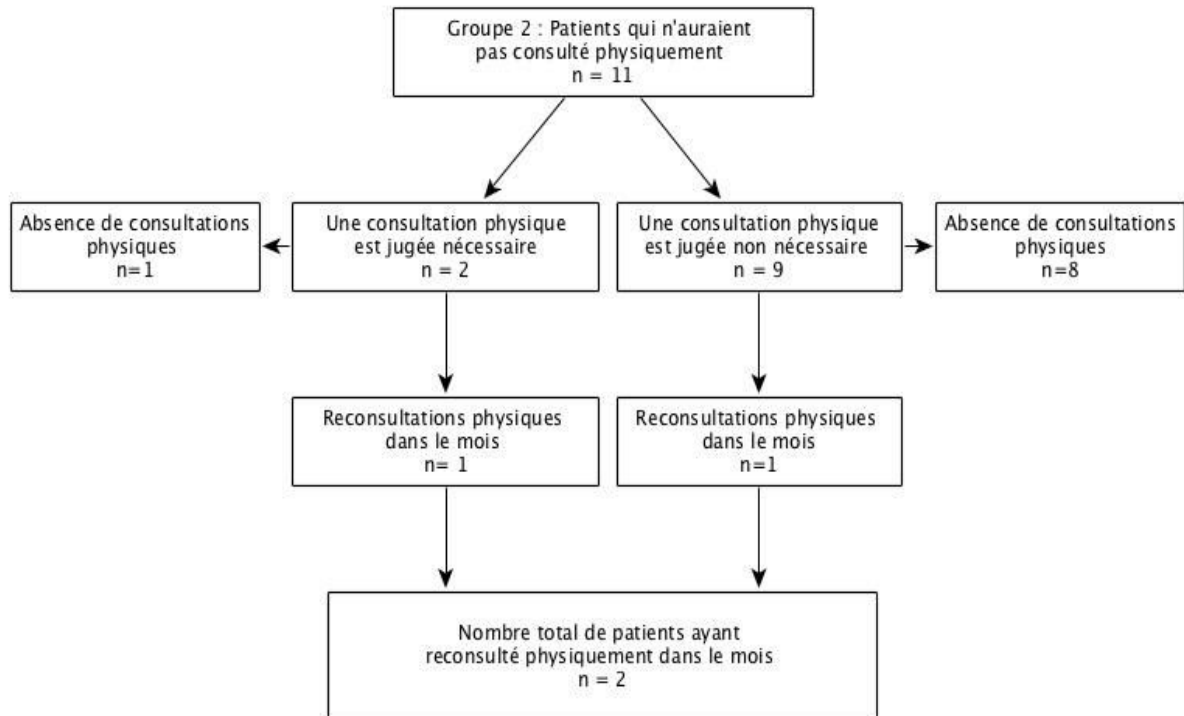 Groupe 2 : Patients qui n'auraient
pas consulté physiquement
n = 11
Absence de consultations
physiques
n=1
Une consultation physique
est jugée nécessaire
n = 2
Une consultation physique
est jugée non nécessaire
n = 9
Absence de consultations
physiques
n=8
Reconsultations physiques
dans le mois
n= 1
Reconsultations physiques
dans le mois
n=1
Nombre total de patients ayant
reconsulté physiquement dans le mois
n = 2